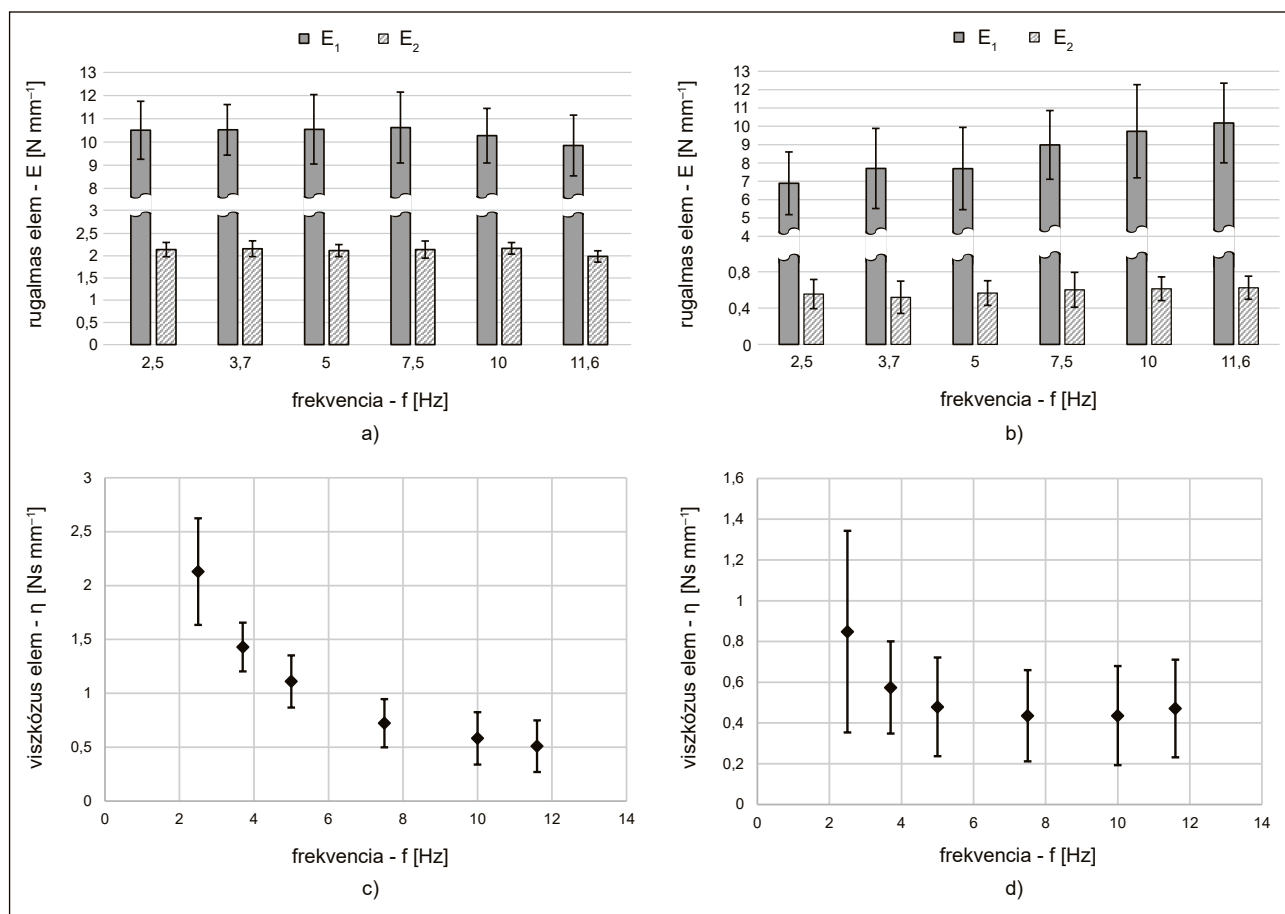 E₁ E₂
rugalmas elem - E [N mm⁻¹]
13
12
11
10
9
8
3
2,5
2
1,5
1
0,5
0
2,5 3,7 5 7,5 10 11,6
frekvencia - f [Hz]
a)
E₁ E₂
rugalmas elem - E [N mm⁻¹]
13
12
11
10
9
8
7
6
5
4
0,8
0,4
0
2,5 3,7 5 7,5 10 11,6
frekvencia - f [Hz]
b)
viszkózus elem - η [Ns mm⁻¹]
3
2,5
2
1,5
1
0,5
0
0 2 4 6 8 10 12 14
frekvencia - f [Hz]
c)
viszkózus elem - η [Ns mm⁻¹]
1,6
1,4
1,2
1
0,8
0,6
0,4
0,2
0
0 2 4 6 8 10 12 14
frekvencia - f [Hz]
d)